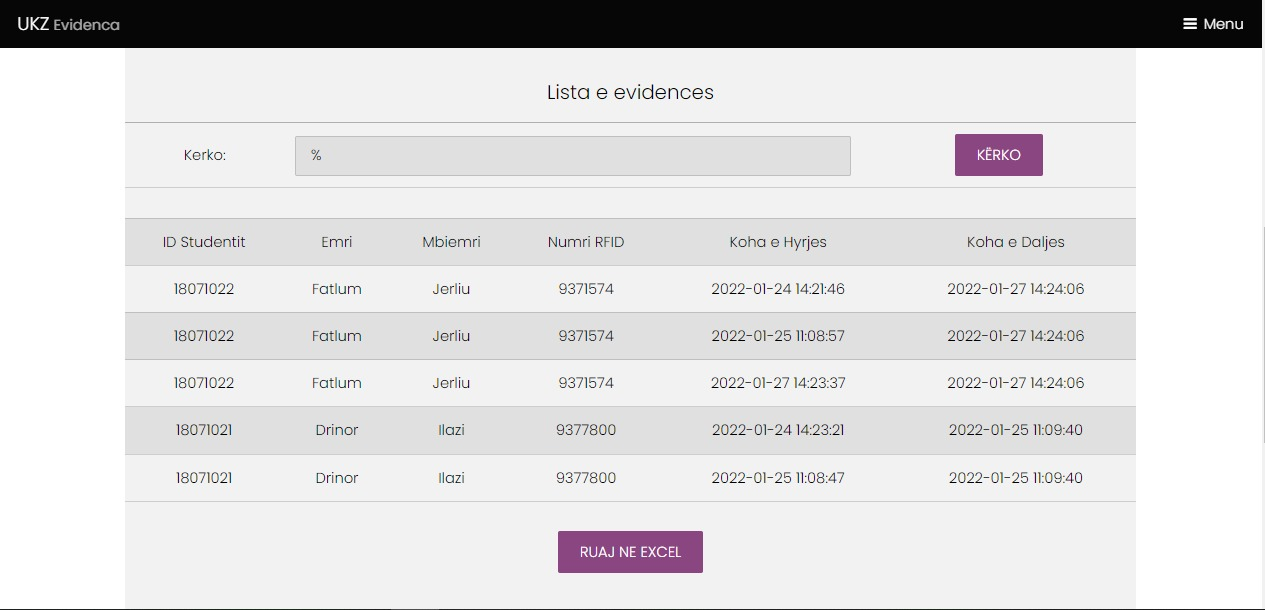 UKZ Evidenca
Menu
Lista e evidences
Kerko: % KËRKO
ID Studentit Emri Mbiemri Numri RFID Koha e Hyrjes Koha e Daljes
18071022 Fatlum Jerliu 9371574 2022-01-24 14:21:46 2022-01-27 14:24:06
18071022 Fatlum Jerliu 9371574 2022-01-25 11:08:57 2022-01-27 14:24:06
18071022 Fatlum Jerliu 9371574 2022-01-27 14:23:37 2022-01-27 14:24:06
18071021 Drinor Ilazi 9377800 2022-01-24 14:23:21 2022-01-25 11:09:40
18071021 Drinor Ilazi 9377800 2022-01-25 11:08:47 2022-01-25 11:09:40
RUAJ NE EXCEL